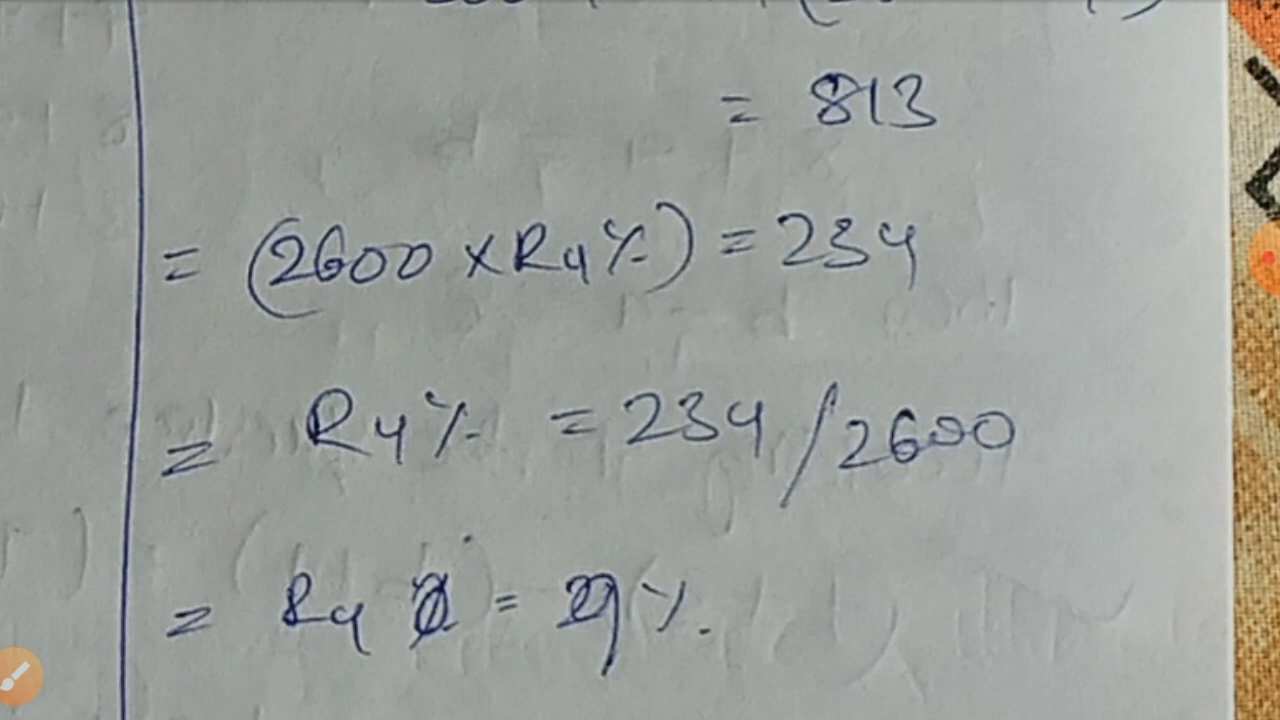 = 813
= (2600 × R4%) = 234
= R4% = 234/2600
= R4 = 9%.